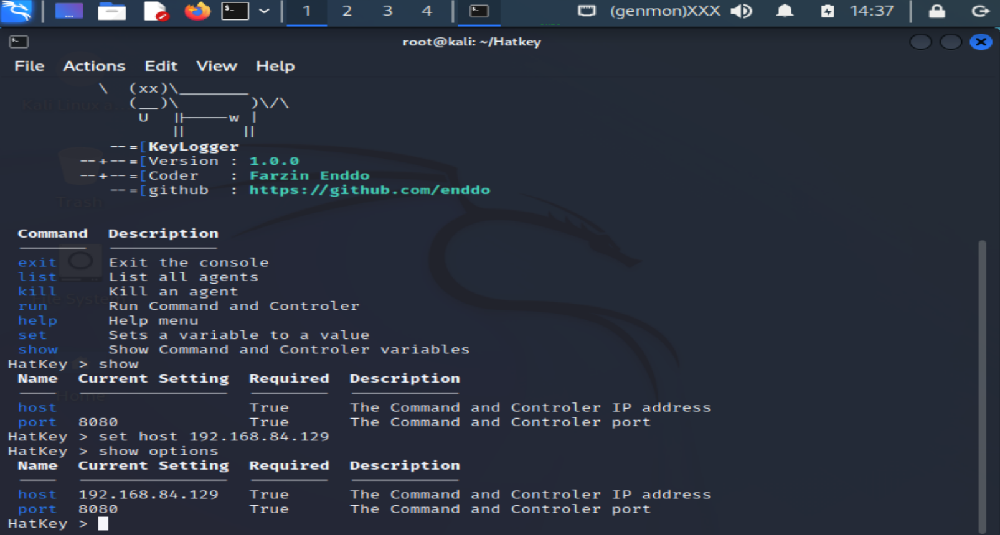 1 2 3 4 (genmon)XXX 14:37
root@kali: ~/Hatkey
File Actions Edit View Help
\ (xx)\_______
Kali Linux a... (__)\ )\/\
U ||-----w |
|| ||
--=[KeyLogger
--+--=[Version : 1.0.0
--+--=[Coder : Farzin Enddo
--=[github : https://github.com/enddo
Trash
Command Description
------- -----------
exit Exit the console
list List all agents
kill Kill an agent
File System
run Run Command and Controler
help Help menu
set Sets a variable to a value
show Show Command and Controler variables
HatKey > show
Name Current Setting Required Description
---- --------------- -------- -----------
Home
host True The Command and Controler IP address
port 8080 True The Command and Controler port
HatKey > set host 192.168.84.129
HatKey > show options
Name Current Setting Required Description
---- --------------- -------- -----------
host 192.168.84.129 True The Command and Controler IP address
port 8080 True The Command and Controler port
HatKey >